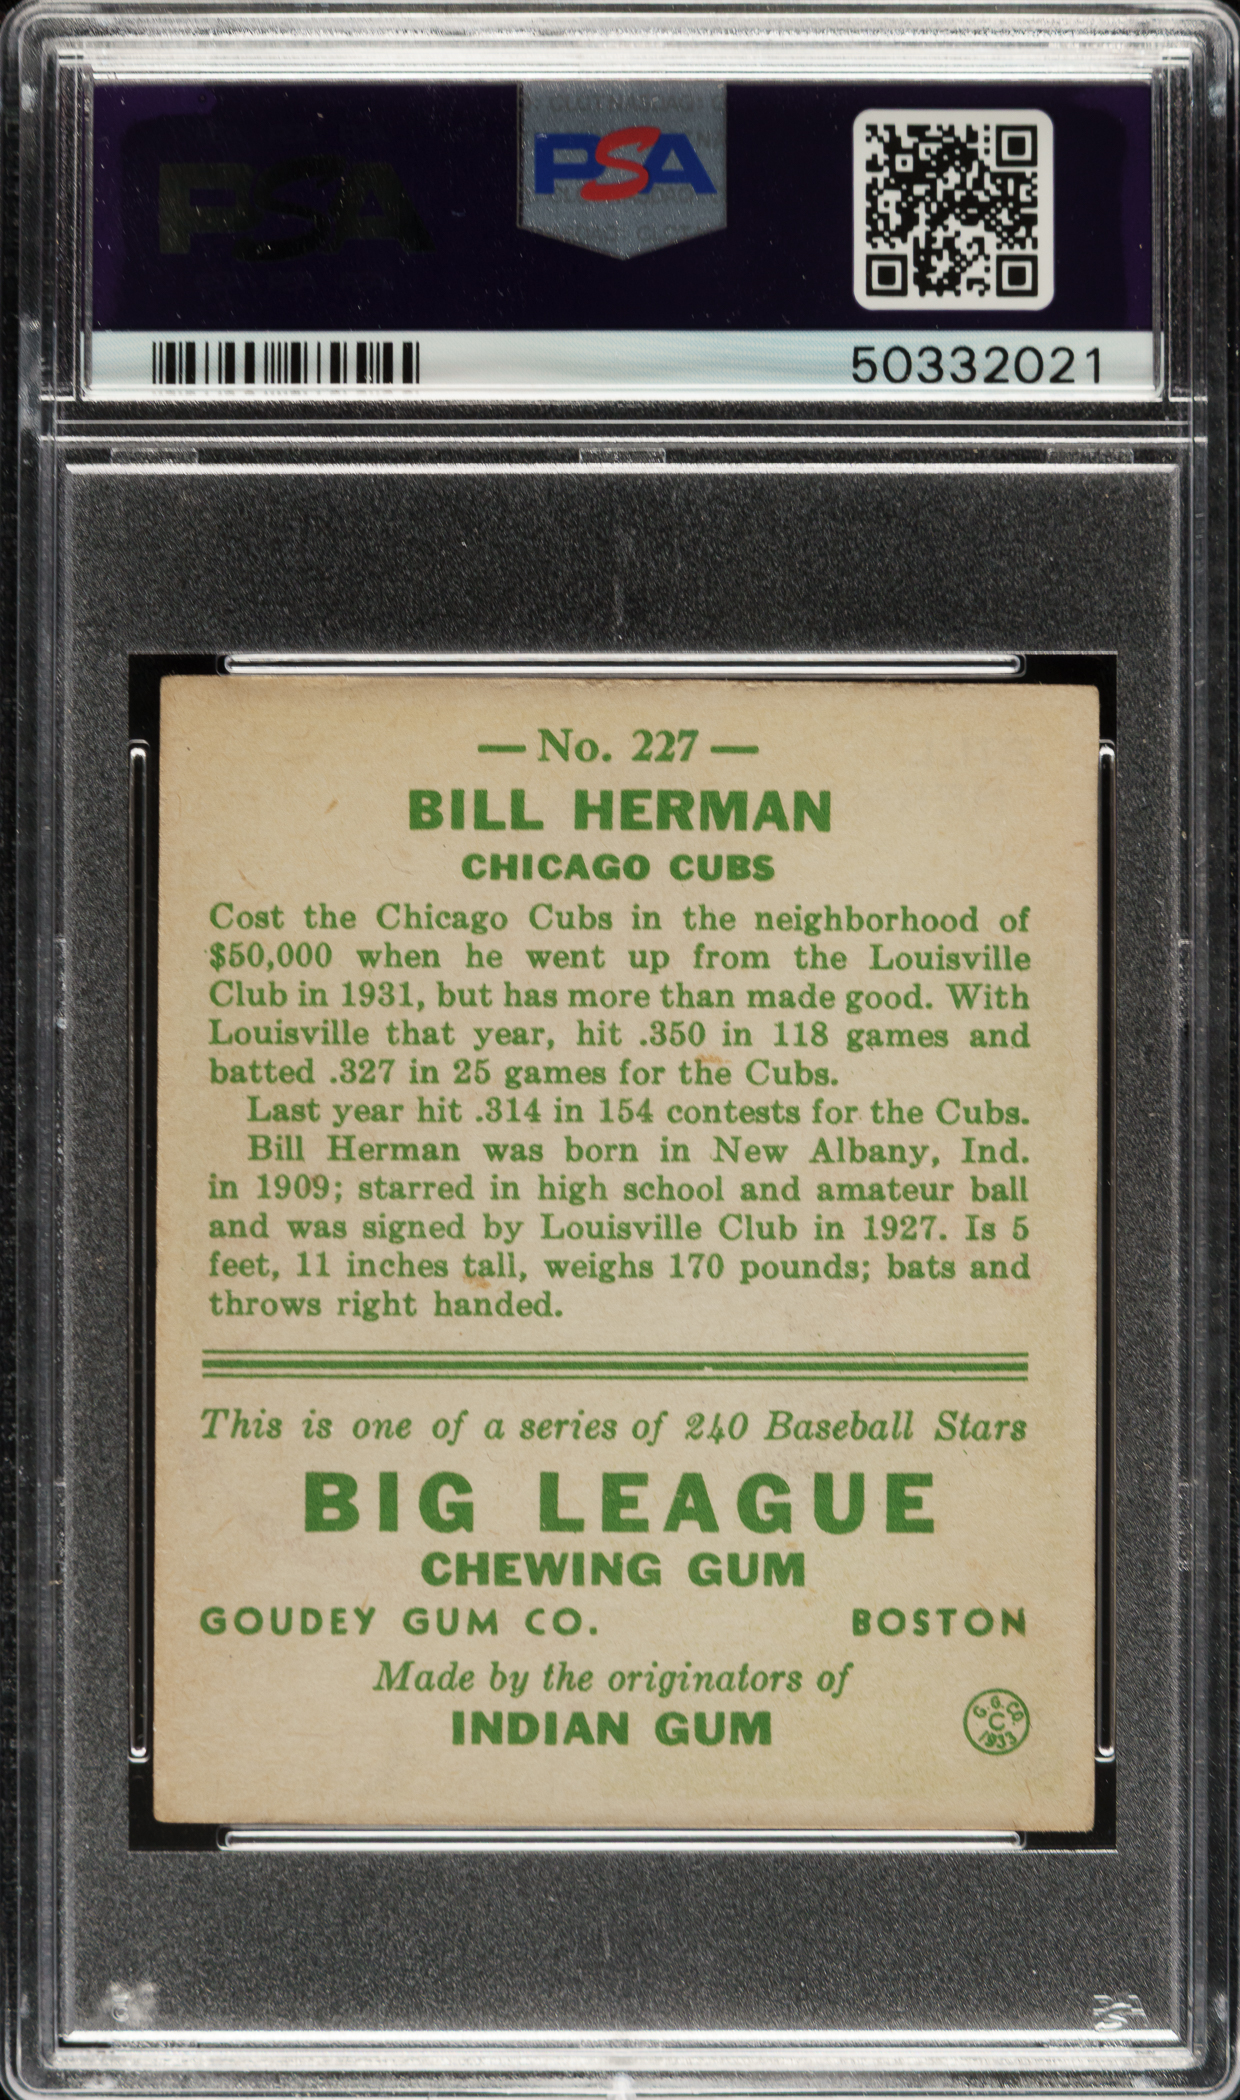 PSA
PSA
50332021
— No. 227 —
BILL HERMAN
CHICAGO CUBS
Cost the Chicago Cubs in the neighborhood of
$50,000 when he went up from the Louisville
Club in 1931, but has more than made good. With
Louisville that year, hit .350 in 118 games and
batted .327 in 25 games for the Cubs.
Last year hit .314 in 154 contests for the Cubs.
Bill Herman was born in New Albany, Ind.
in 1909; starred in high school and amateur ball
and was signed by Louisville Club in 1927. Is 5
feet, 11 inches tall, weighs 170 pounds; bats and
throws right handed.
This is one of a series of 240 Baseball Stars
BIG LEAGUE
CHEWING GUM
GOUDEY GUM CO. BOSTON
Made by the originators of
INDIAN GUM
G. G. CO.
C
1933
PSA